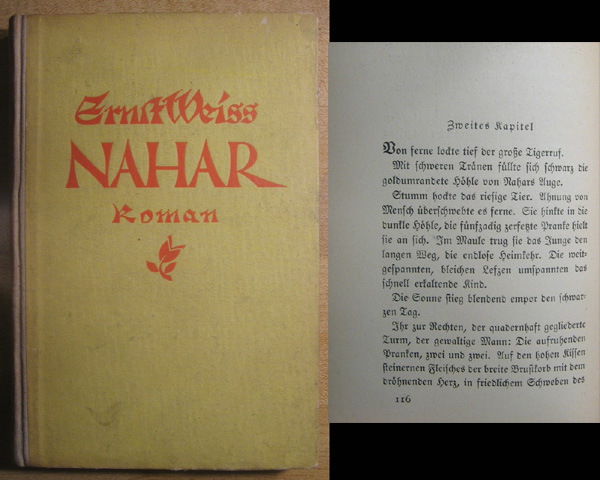 Ernst Weiss
NAHAR
Roman
Zweites Kapitel
Von ferne lockte tief der große Tigerruf.
Mit schweren Tränen füllte sich schwarz die
goldumrandete Höhle von Nahars Auge.
Stumm hockte das riesige Tier. Ahnung von
Mensch überschwebte es ferne. Sie hinkte in die
dunkle Höhle, die fünfzackig zerfetzte Pranke hielt
sie an sich. Im Maule trug sie das Junge den
langen Weg, die endlose Heimkehr. Die weit-
gespannten, bleichen Lefzen umspannten das
schnell erkaltende Kind.
Die Sonne stieg blendend empor den schwar-
zen Tag.
Ihr zur Rechten, der quadernhaft gegliederte
Turm, der gewaltige Mann: Die aufruhenden
Pranken, zwei und zwei. Auf den hohen Kissen
steinernen Fleisches der breite Brustkorb mit dem
dröhnenden Herz, in friedlichem Schweben des
116